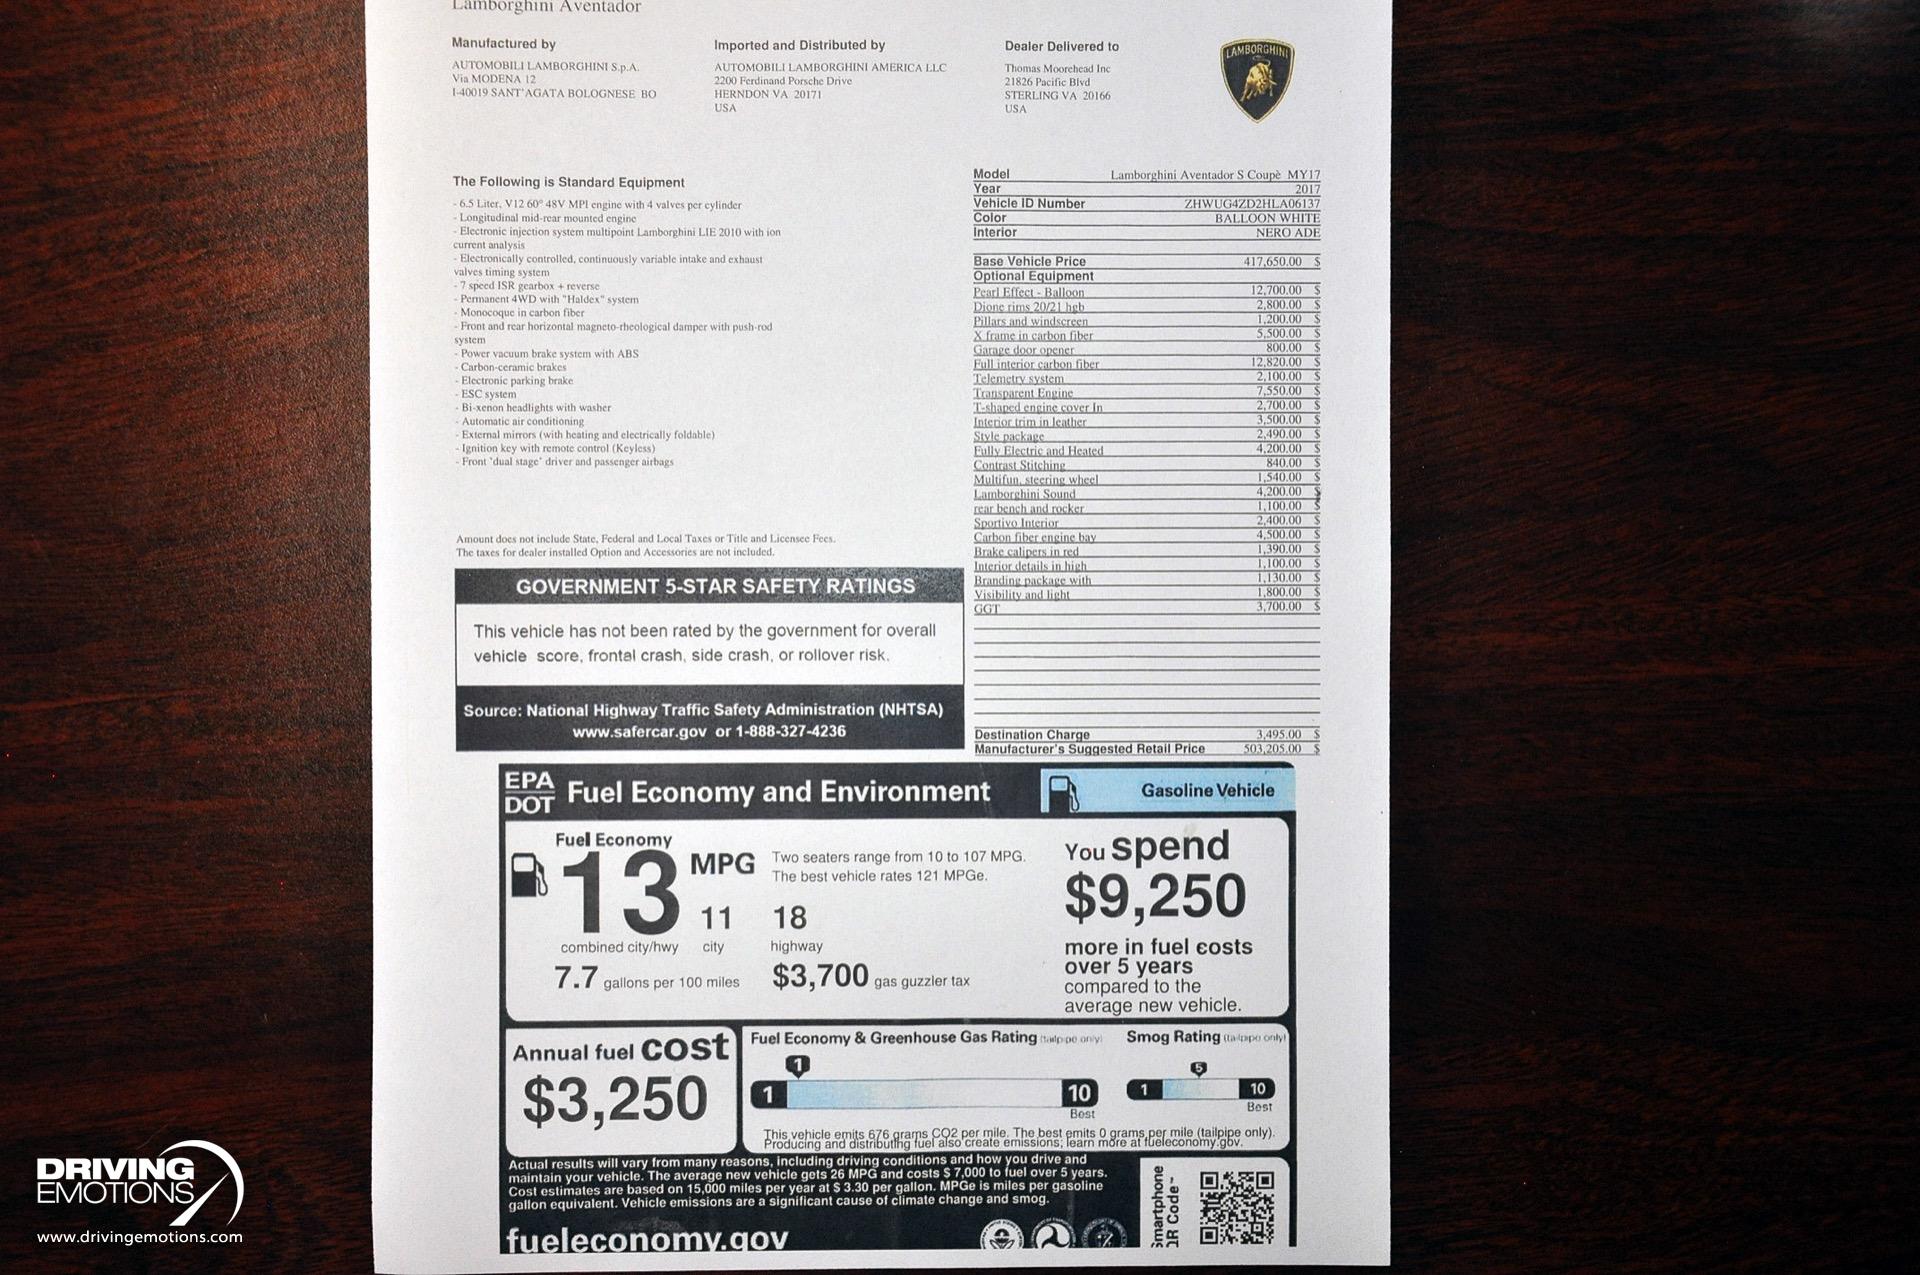 Lamborghini Aventador
Manufactured by
AUTOMOBILI LAMBORGHINI S.p.A.
Via MODENA 12
I-40019 SANT'AGATA BOLOGNESE BO
Imported and Distributed by
AUTOMOBILI LAMBORGHINI AMERICA LLC
2200 Ferdinand Porsche Drive
HERNDON VA 20171
USA
Dealer Delivered to
Thomas Moorehead Inc
21826 Pacific Blvd
STERLING VA 20166
USA
LAMBORGHINI
The Following is Standard Equipment
- 6.5 Liter, V12 60° 48V MPI engine with 4 valves per cylinder
- Longitudinal mid-rear mounted engine
- Electronic injection system multipoint Lamborghini LIE 2010 with ion
current analysis
- Electronically controlled, continuously variable intake and exhaust
valves timing system
- 7 speed ISR gearbox + reverse
- Permanent 4WD with "Haldex" system
- Monocoque in carbon fiber
- Front and rear horizontal magneto-rheological damper with push-rod
system
- Power vacuum brake system with ABS
- Carbon-ceramic brakes
- Electronic parking brake
- ESC system
- Bi-xenon headlights with washer
- Automatic air conditioning
- External mirrors (with heating and electrically foldable)
- Ignition key with remote control (Keyless)
- Front "dual stage" driver and passenger airbags
Amount does not include State, Federal and Local Taxes or Title and Licensee Fees.
The taxes for dealer installed Option and Accessories are not included.
Model Lamborghini Aventador S Coupè MY17
Year 2017
Vehicle ID Number ZHWUG4ZD2HLA06137
Color BALLOON WHITE
Interior NERO ADE
Base Vehicle Price 417,650.00 $
Optional Equipment
Pearl Effect - Balloon 12,700.00 $
Dione rims 20/21 hgb 2,800.00 $
Pillars and windscreen 1,200.00 $
X frame in carbon fiber 5,500.00 $
Garage door opener 800.00 $
Full interior carbon fiber 12,820.00 $
Telemetry system 2,100.00 $
Transparent Engine 7,550.00 $
T-shaped engine cover In 2,700.00 $
Interior trim in leather 3,500.00 $
Style package 2,490.00 $
Fully Electric and Heated 4,200.00 $
Contrast Stitching 840.00 $
Multifun. steering wheel 1,540.00 $
Lamborghini Sound 4,200.00 $
rear bench and rocker 1,100.00 $
Sportivo Interior 2,400.00 $
Carbon fiber engine bay 4,500.00 $
Brake calipers in red 1,390.00 $
Interior details in high 1,100.00 $
Branding package with 1,130.00 $
Visibility and light 1,800.00 $
GGT 3,700.00 $
Destination Charge 3,495.00 $
Manufacturer's Suggested Retail Price 503,205.00 $
GOVERNMENT 5-STAR SAFETY RATINGS
This vehicle has not been rated by the government for overall
vehicle score, frontal crash, side crash, or rollover risk.
Source: National Highway Traffic Safety Administration (NHTSA)
www.safercar.gov or 1-888-327-4236
EPA
DOT
Fuel Economy and Environment
Gasoline Vehicle
Fuel Economy
13 MPG
combined city/hwy
11
city
18
highway
Two seaters range from 10 to 107 MPG.
The best vehicle rates 121 MPGe.
7.7 gallons per 100 miles
$3,700 gas guzzler tax
You spend
$9,250
more in fuel costs
over 5 years
compared to the
average new vehicle.
Annual fuel cost
$3,250
Fuel Economy & Greenhouse Gas Rating (tailpipe only)
1
1
10
Best
Smog Rating (tailpipe only)
5
1
10
Best
This vehicle emits 676 grams CO2 per mile. The best emits 0 grams per mile (tailpipe only).
Producing and distributing fuel also create emissions; learn more at fueleconomy.gov.
Actual results will vary from many reasons, including driving conditions and how you drive and
maintain your vehicle. The average new vehicle gets 26 MPG and costs $ 7,000 to fuel over 5 years.
Cost estimates are based on 15,000 miles per year at $ 3.30 per gallon. MPGe is miles per gasoline
gallon equivalent. Vehicle emissions are a significant cause of climate change and smog.
fueleconomy.gov
Smartphone
QR Code™
DRIVING
EMOTIONS
www.drivingemotions.com